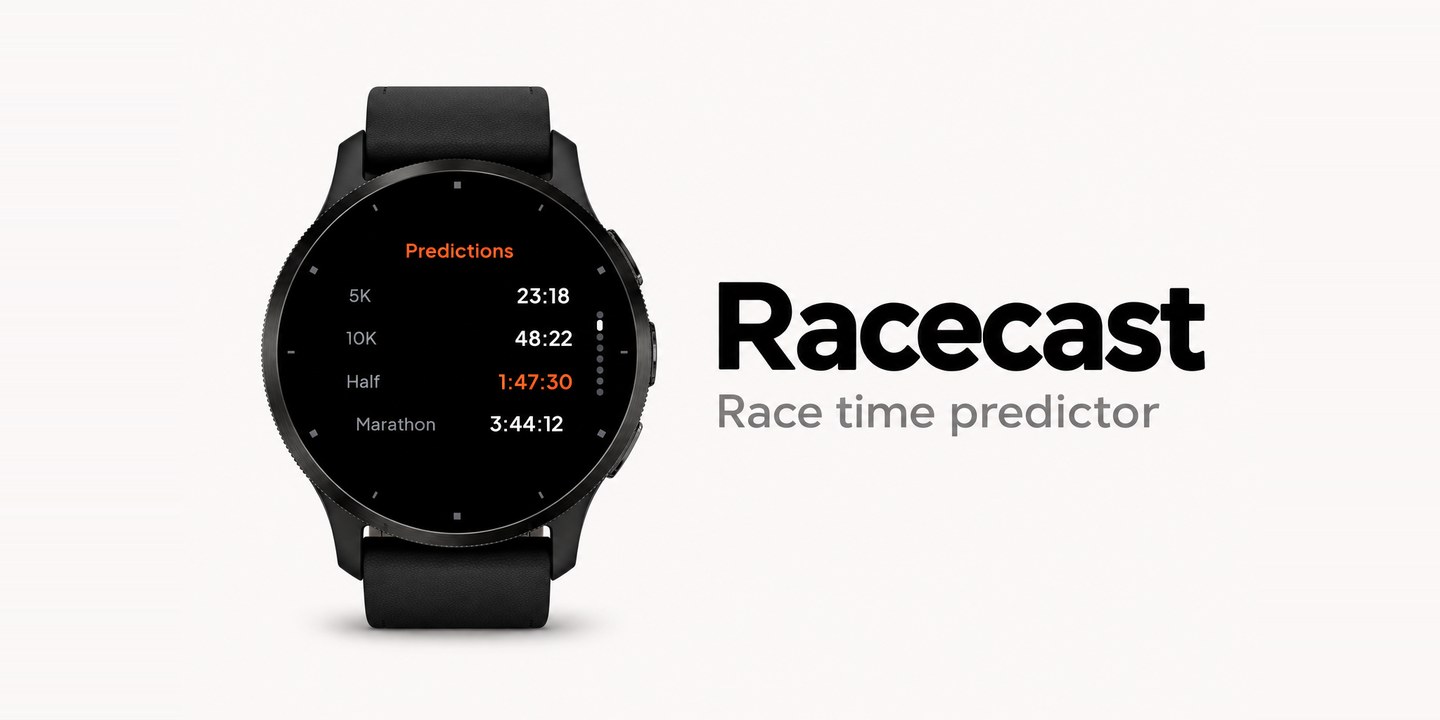 Predictions
5K 23:18
10K 48:22
Half 1:47:30
Marathon 3:44:12
Racecast
Race time predictor